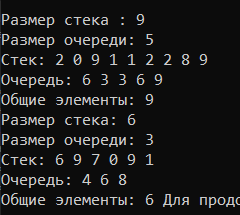 Размер стека : 9
Размер очереди: 5
Стек: 2 0 9 1 1 2 2 8 9
Очередь: 6 3 3 6 9
Общие элементы: 9
Размер стека: 6
Размер очереди: 3
Стек: 6 9 7 0 9 1
Очередь: 4 6 8
Общие элементы: 6 Для продо